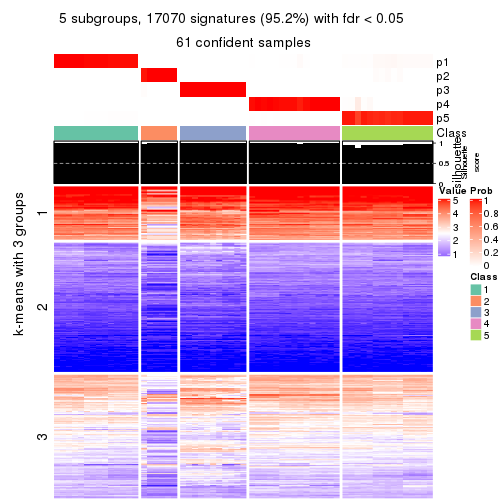 5 subgroups, 17070 signatures (95.2%) with fdr < 0.05
61 confident samples
p1
p2
p3
p4
p5
Class
1
0.5
0
silhouette
Silhouette
score
k-means with 3 groups
1
2
3
Value
5
4
3
2
1
Prob
1
0.8
0.6
0.4
0.2
0
Class
1
2
3
4
5